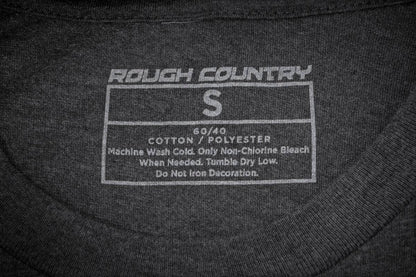 ROUGH COUNTRY
S
60/40
COTTON / POLYESTER
Machine Wash Cold. Only Non-Chlorine Bleach
When Needed. Tumble Dry Low.
Do Not Iron Decoration.